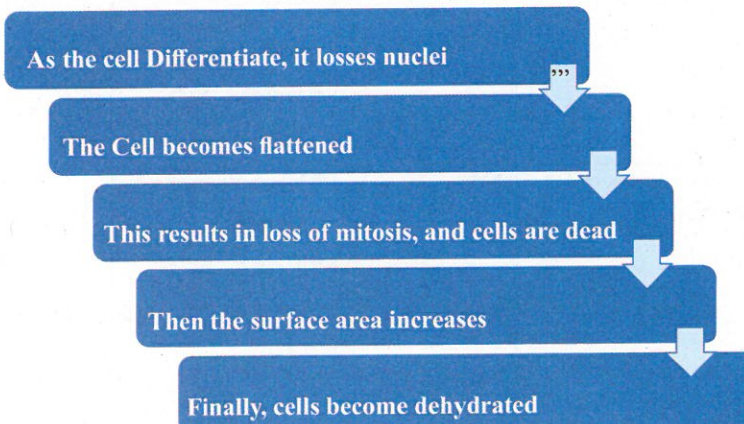 As the cell Differentiate, it losses nuclei
,,,
The Cell becomes flattened
This results in loss of mitosis, and cells are dead
Then the surface area increases
Finally, cells become dehydrated